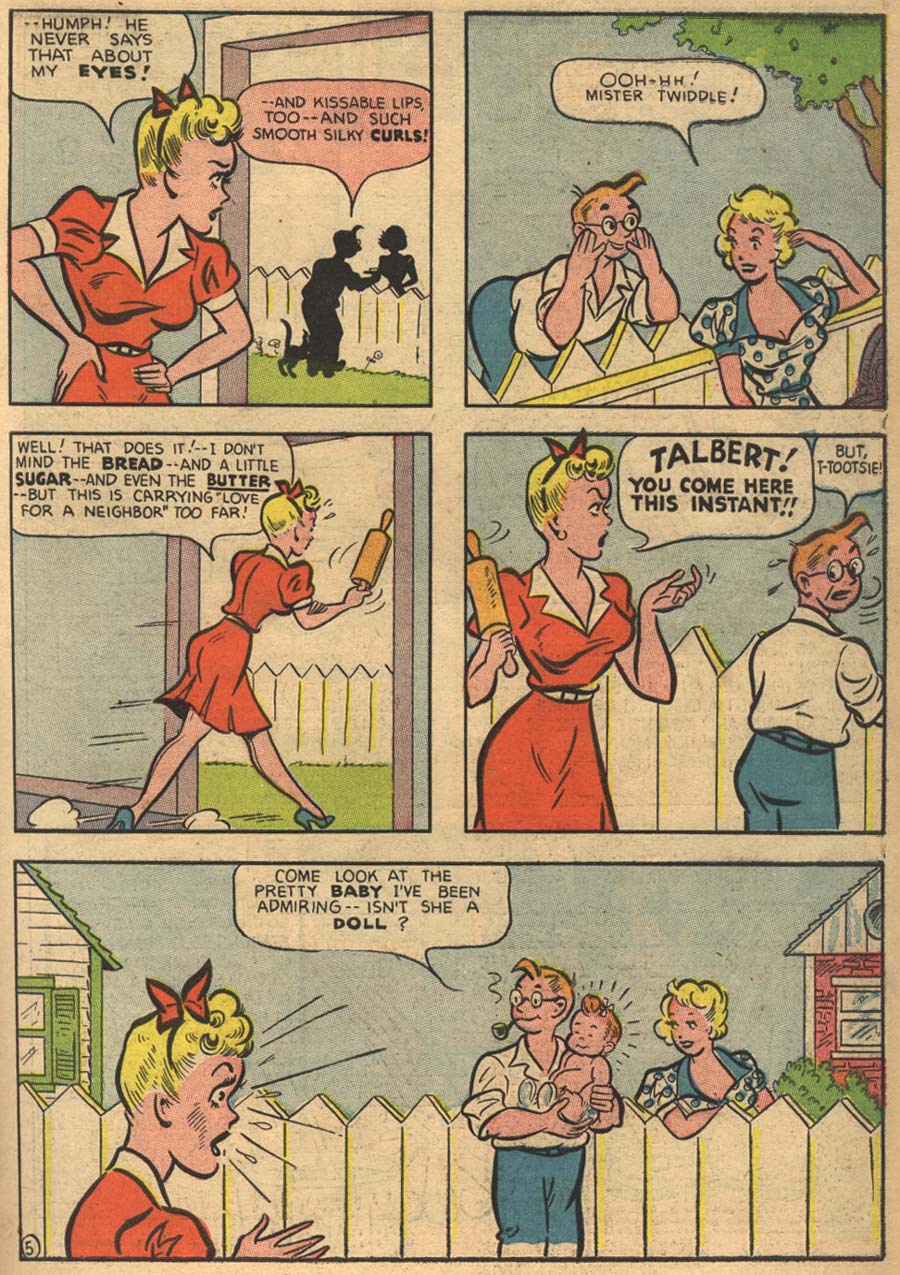 --HUMPH! HE
NEVER SAYS
THAT ABOUT
MY EYES!
--AND KISSABLE LIPS,
TOO--AND SUCH
SMOOTH SILKY CURLS!
OOH-HH!
MISTER TWIDDLE!
WELL! THAT DOES IT!--I DON'T
MIND THE BREAD--AND A LITTLE
SUGAR--AND EVEN THE BUTTER
--BUT THIS IS CARRYING "LOVE
FOR A NEIGHBOR" TOO FAR!
TALBERT!
YOU COME HERE
THIS INSTANT!!
BUT,
T-TOOTSIE!
COME LOOK AT THE
PRETTY BABY I'VE BEEN
ADMIRING--ISN'T SHE A
DOLL?
5